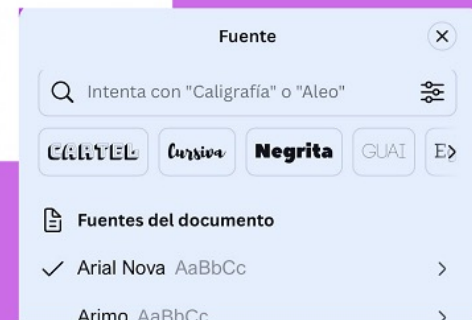 Fuente
Intenta con "Caligrafía" o "Aleo"
CARTEL Cursiva Negrita GUAI
Fuentes del documento
Arial Nova AaBbCc
Arimo AaBbCc